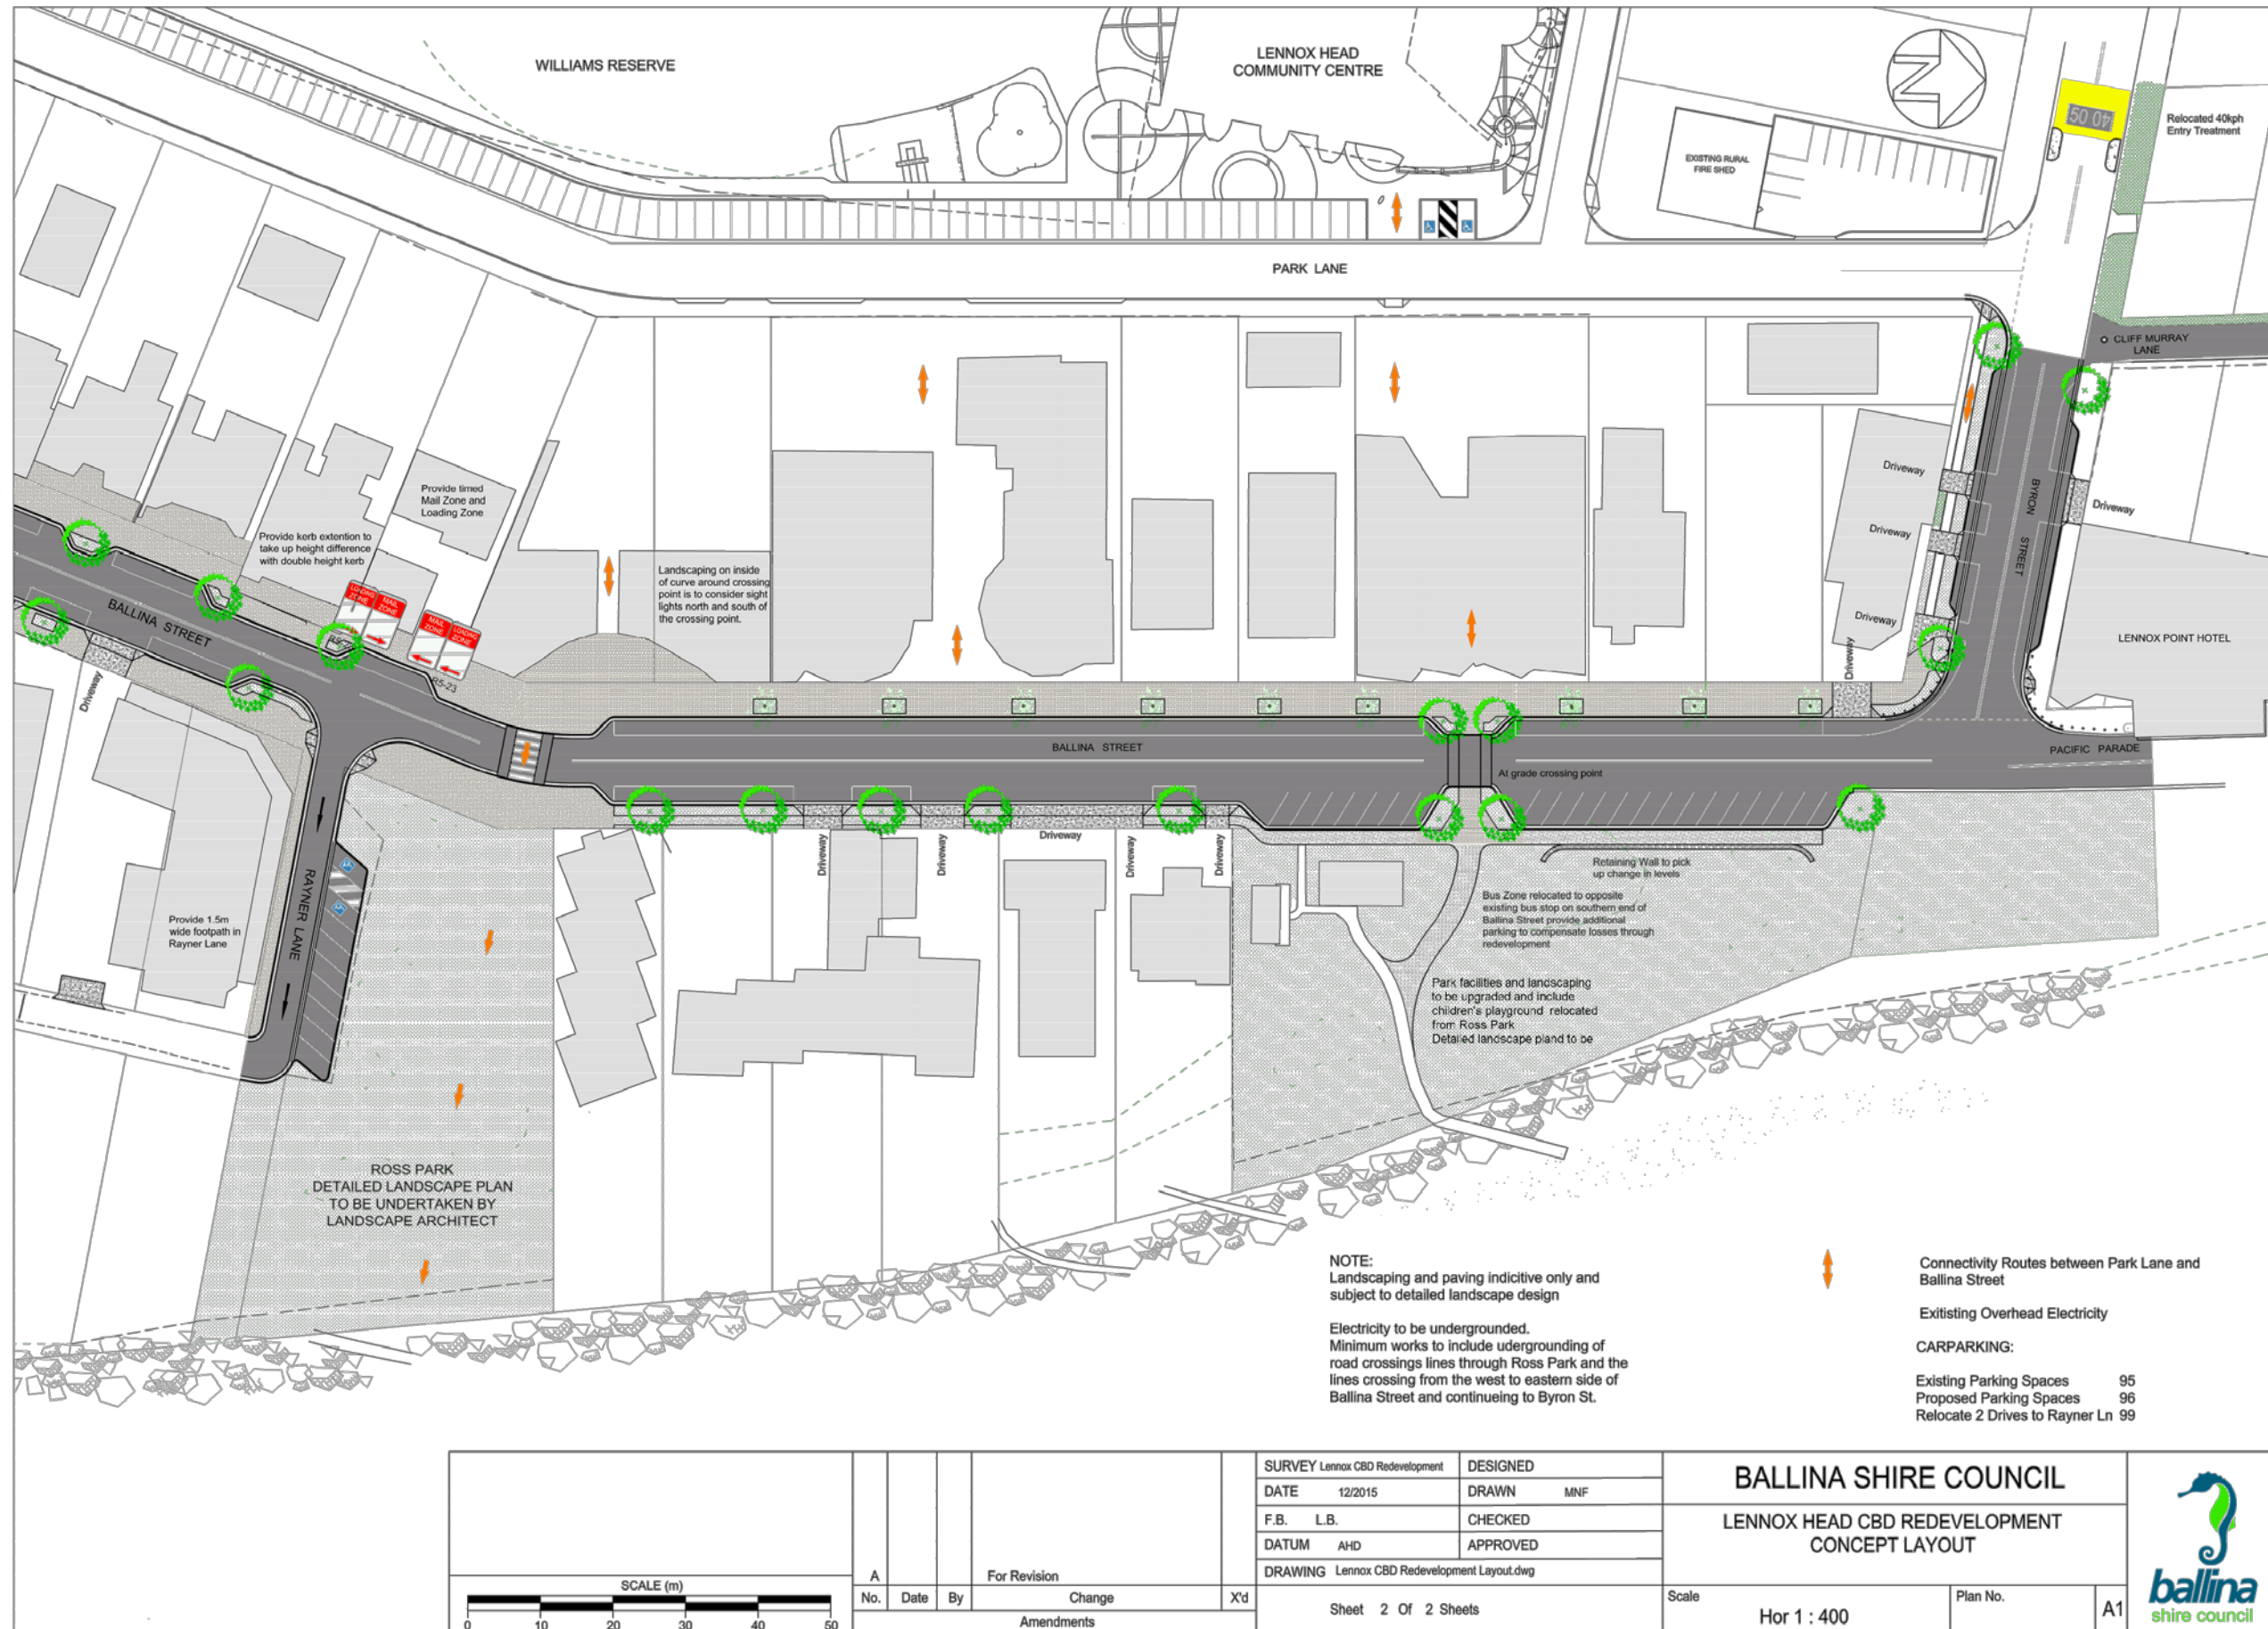 WILLIAMS RESERVE
LENNOX HEAD
COMMUNITY CENTRE
N
40 50
Relocated 40kph
Entry Treatment
EXISTING RURAL
FIRE SHED
PARK LANE
CLIFF MURRAY
LANE
Provide timed
Mail Zone and
Loading Zone
Provide kerb extention to
take up height difference
with double height kerb
Landscaping on inside
of curve around crossing
point is to consider sight
lights north and south of
the crossing point.
Driveway
Driveway
Driveway
Driveway
Driveway
BYRON
STREET
LENNOX POINT HOTEL
LOADING
ZONE
MAIL
ZONE
MAIL
ZONE
LOADING
ZONE
R5-23
BALLINA STREET
Driveway
BALLINA STREET
At grade crossing point
PACIFIC PARADE
Driveway
Driveway
Driveway
Driveway
Driveway
RAYNER LANE
Provide 1.5m
wide footpath in
Rayner Lane
Retaining Wall to pick
up change in levels
Bus Zone relocated to opposite
existing bus stop on southern end of
Ballina Street provide additional
parking to compensate losses through
redevelopment
Park facilities and landscaping
to be upgraded and include
children's playground relocated
from Ross Park
Detailed landscape pland to be
ROSS PARK
DETAILED LANDSCAPE PLAN
TO BE UNDERTAKEN BY
LANDSCAPE ARCHITECT
NOTE:
Landscaping and paving indicitive only and
subject to detailed landscape design
Electricity to be undergrounded.
Minimum works to include udergrounding of
road crossings lines through Ross Park and the
lines crossing from the west to eastern side of
Ballina Street and continueing to Byron St.
Connectivity Routes between Park Lane and
Ballina Street
Exitisting Overhead Electricity
CARPARKING:
Existing Parking Spaces 95
Proposed Parking Spaces 96
Relocate 2 Drives to Rayner Ln 99
SCALE (m)
0 10 20 30 40 50
A For Revision
No. Date By Change X'd
Amendments
SURVEY Lennox CBD Redevelopment DESIGNED
DATE 12/2015 DRAWN MNF
F.B. L.B. CHECKED
DATUM AHD APPROVED
DRAWING Lennox CBD Redevelopment Layout.dwg
Sheet 2 Of 2 Sheets
BALLINA SHIRE COUNCIL
LENNOX HEAD CBD REDEVELOPMENT
CONCEPT LAYOUT
Scale
Hor 1 : 400
Plan No.
A1
ballina
shire council